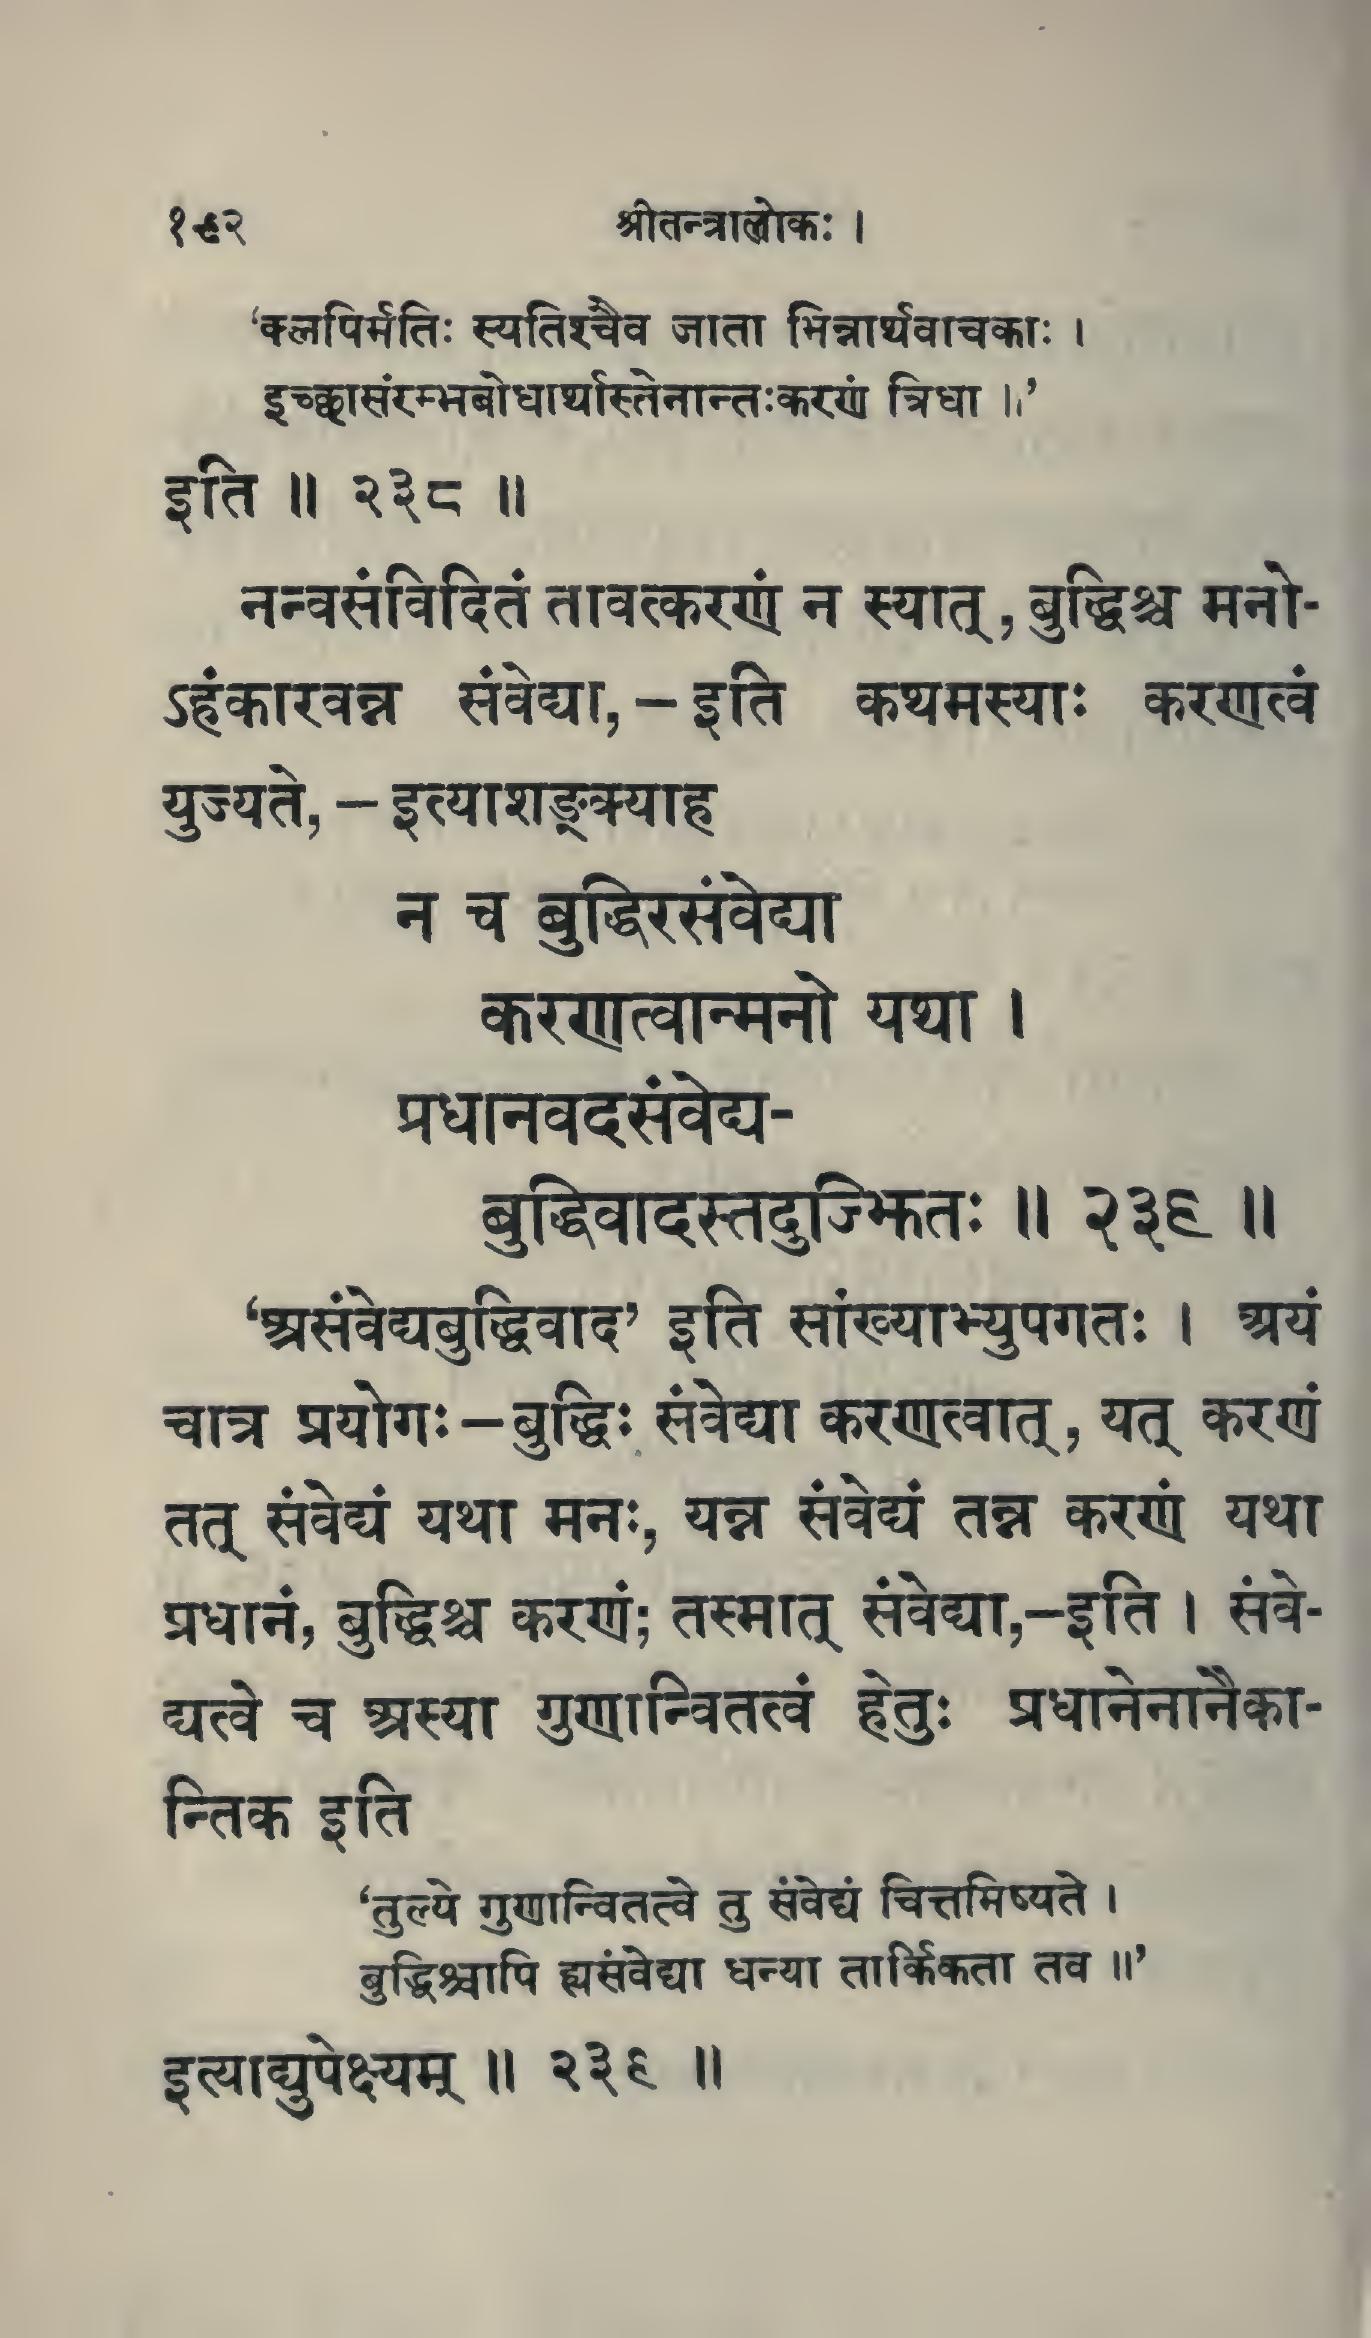 १९२ श्रीतन्त्रालोकः ।
‘क्लपिर्मतिः स्यतिश्चैव जाता भिन्नार्थवाचकाः ।
इच्छासंरम्भबोधार्थास्तेनान्तःकरणं त्रिधा ॥’
इति ॥ २३८ ॥
नन्वसंविदितं तावत्करणं न स्यात्, बुद्धिश्च मनो-
ऽहंकारवन्न संवेद्या, — इति कथमस्याः करणत्वं
युज्यते, — इत्याशङ्क्याह
न च बुद्धिरसंवेद्या
करणत्वान्मनो यथा ।
प्रधानवदसंवेद्य-
बुद्धिवादस्तदुज्झितः ॥ २३९ ॥
‘असंवेद्यबुद्धिवाद’ इति सांख्याभ्युपगतः । अयं
चात्र प्रयोगः — बुद्धिः संवेद्या करणत्वात्, यत् करणं
तत् संवेद्यं यथा मनः, यन्न संवेद्यं तन्न करणं यथा
प्रधानं, बुद्धिश्च करणं; तस्मात् संवेद्या,—इति । संवे-
द्यत्वे च अस्या गुणान्वितत्वं हेतुः प्रधानेनानैका-
न्तिक इति
‘तुल्ये गुणान्वितत्वे तु संवेद्यं चित्तमिष्यते ।
बुद्धिश्चापि ह्यसंवेद्या धन्या तार्किकता तव ॥’
इत्याद्युपेक्ष्यम् ॥ २३९ ॥